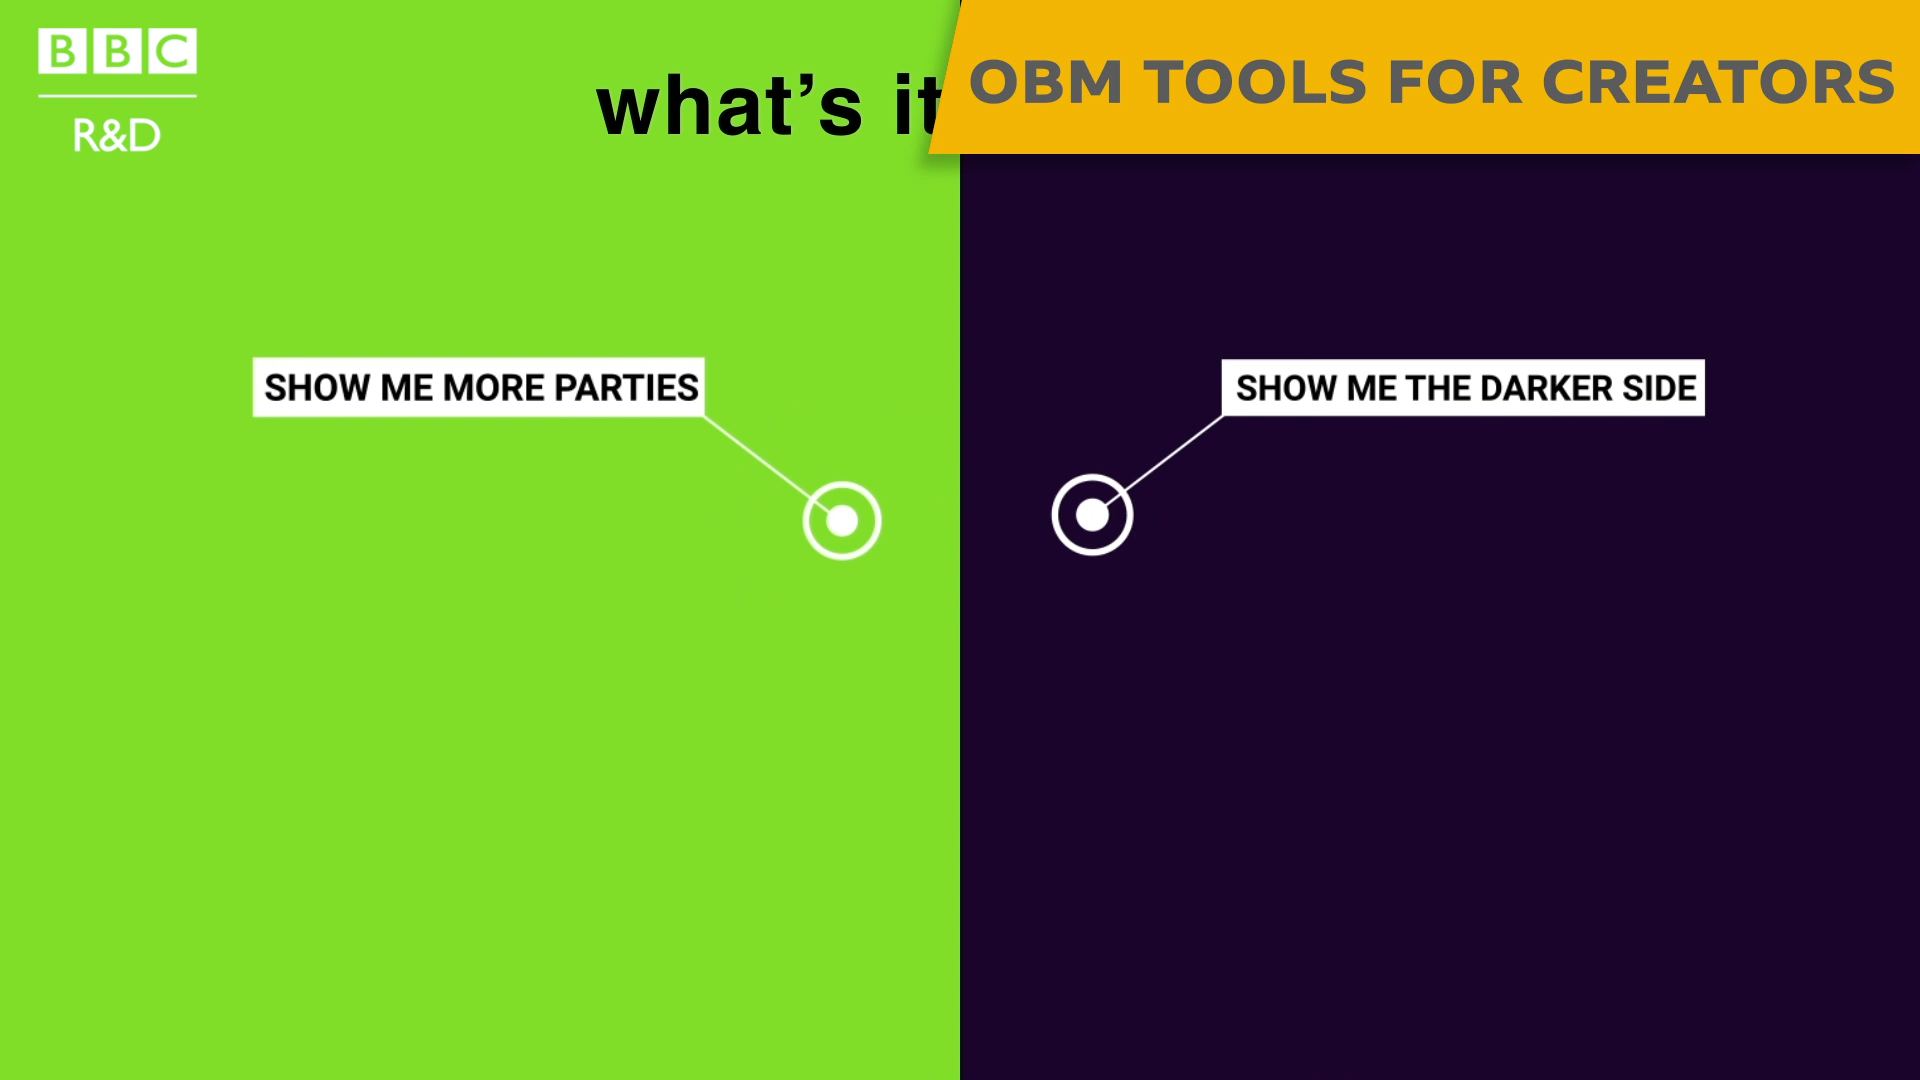 BBC
R&D
what's it
OBM TOOLS FOR CREATORS
SHOW ME MORE PARTIES
SHOW ME THE DARKER SIDE